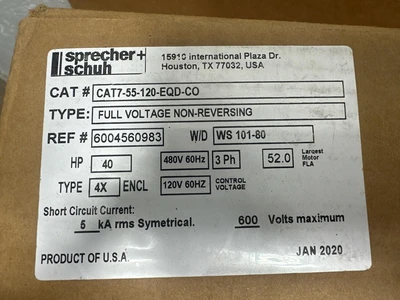 sprecher+
schuh
15910 International Plaza Dr.
Houston, TX 77032, USA
CAT # CAT7-55-120-EQD-CO
TYPE: FULL VOLTAGE NON-REVERSING
REF # 6004560983 W/D WS 101-80
HP 40 480V 60Hz 3 Ph 52.0 Largest Motor FLA
TYPE 4X ENCL 120V 60HZ CONTROL VOLTAGE
Short Circuit Current:
5 kA rms Symetrical. 600 Volts maximum
PRODUCT OF U.S.A. JAN 2020